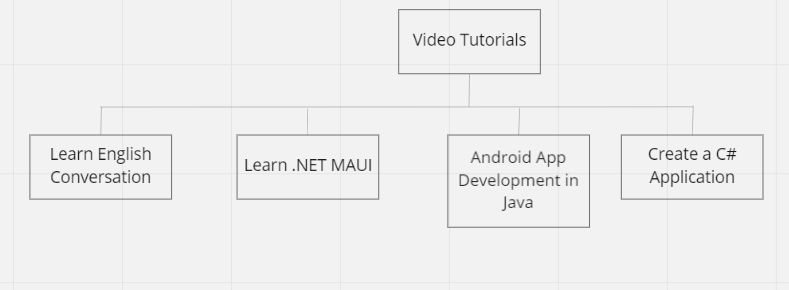 Video Tutorials
Learn English
Conversation
Learn .NET MAUI
Android App
Development in
Java
Create a C#
Application